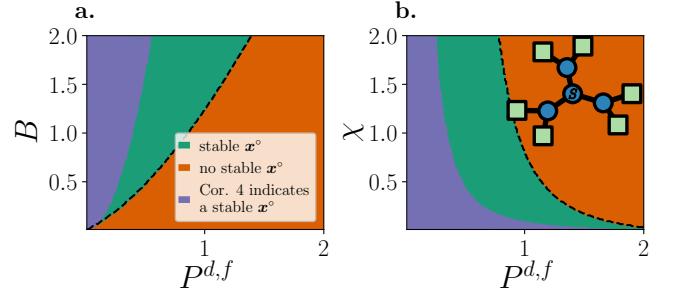 a.
2.0
1.5
1.0
0.5
B
1
2
P^{d,f}
stable x°
no stable x°
Cor. 4 indicates
a stable x°
b.
2.0
1.5
1.0
0.5
χ
S
1
2
P^{d,f}